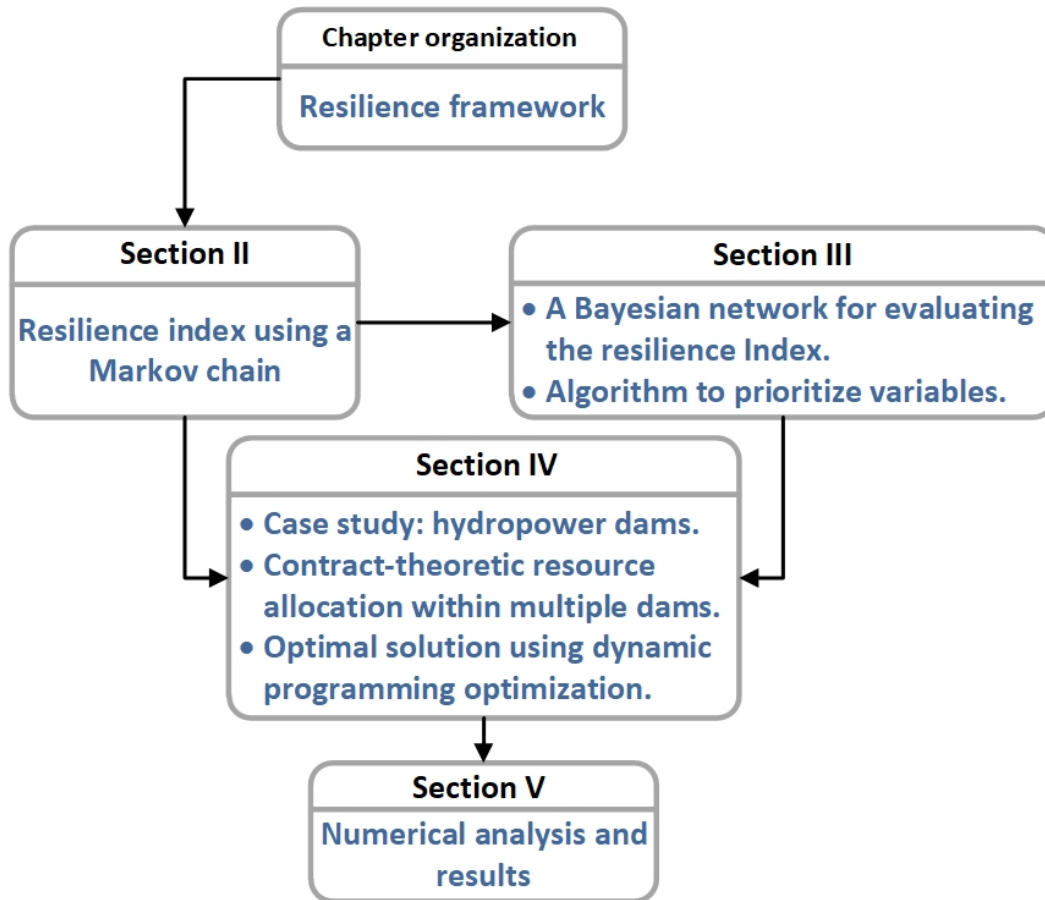 Chapter organization
Resilience framework
Section II
Resilience index using a
Markov chain
Section III
• A Bayesian network for evaluating
the resilience Index.
• Algorithm to prioritize variables.
Section IV
• Case study: hydropower dams.
• Contract-theoretic resource
allocation within multiple dams.
• Optimal solution using dynamic
programming optimization.
Section V
Numerical analysis and
results